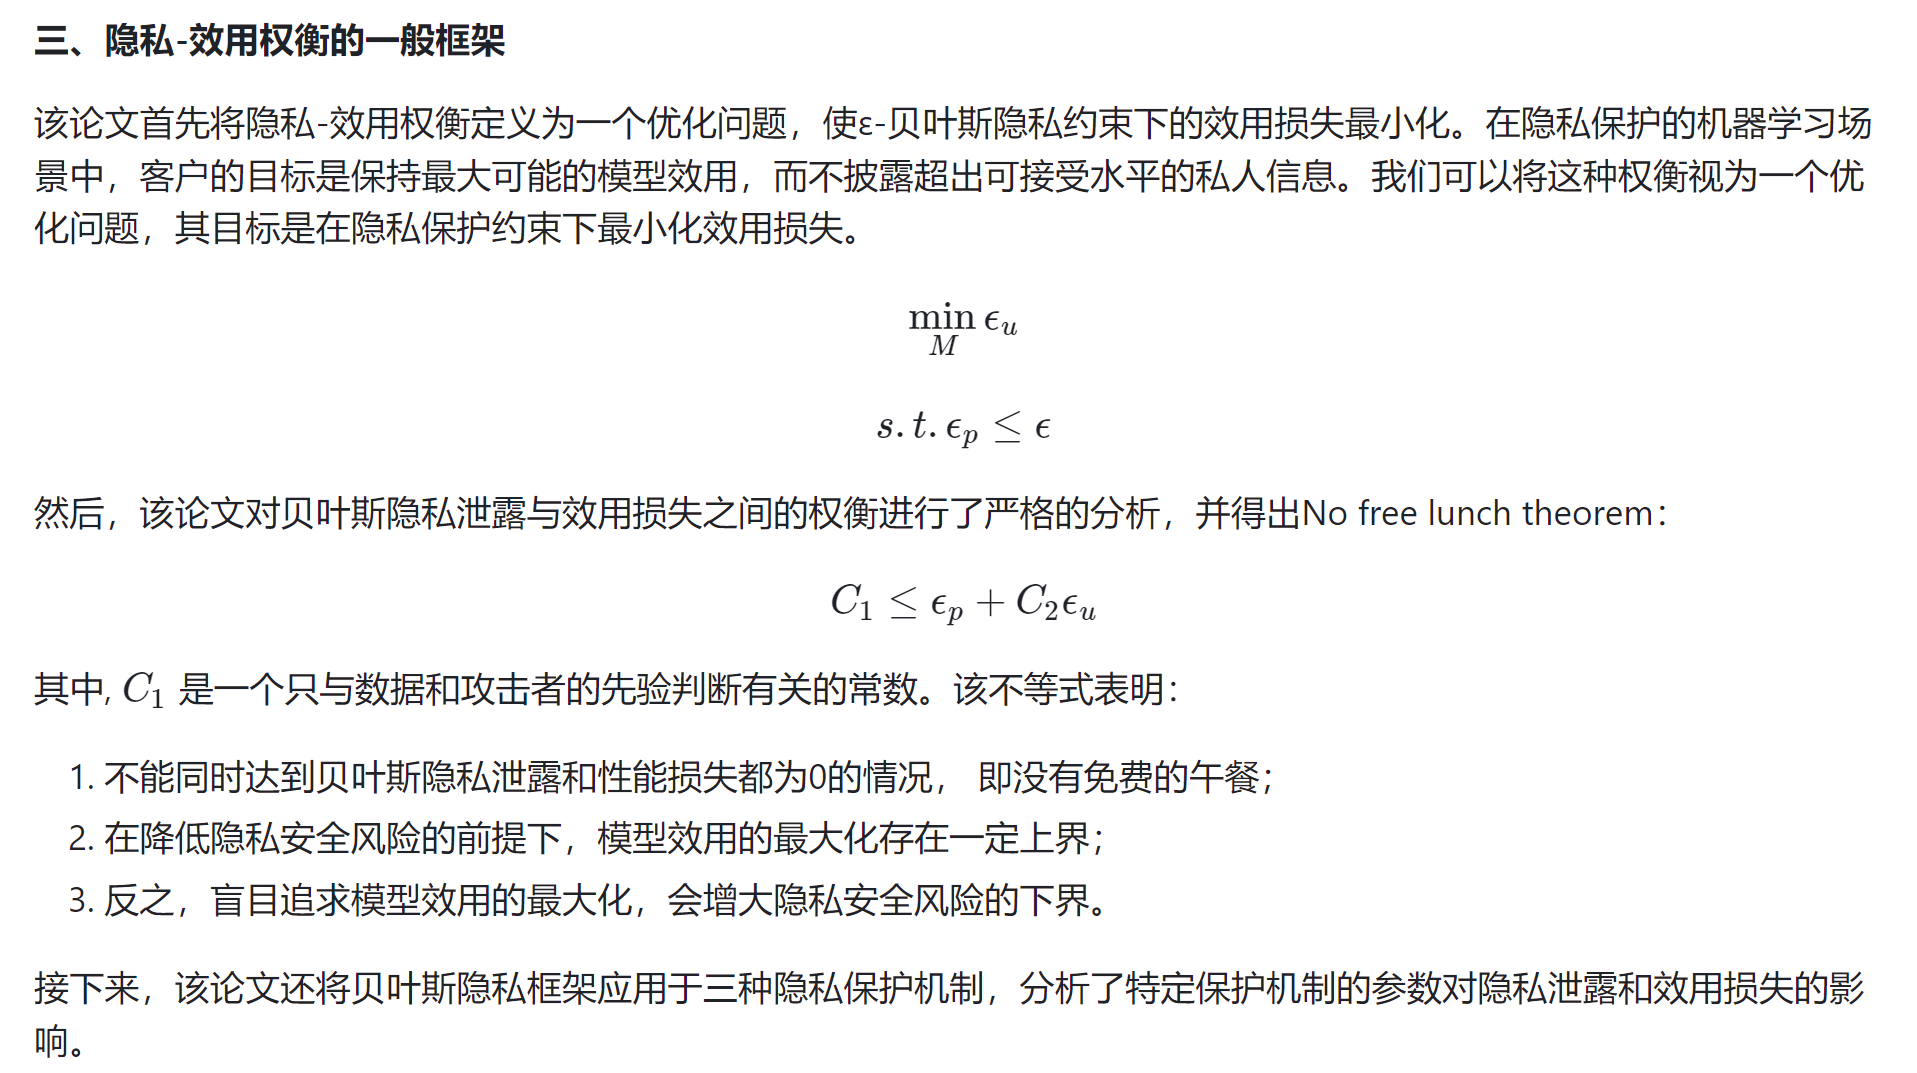 三、隐私-效用权衡的一般框架
该论文首先将隐私-效用权衡定义为一个优化问题，使ε-贝叶斯隐私约束下的效用损失最小化。在隐私保护的机器学习场
景中，客户的目标是保持最大可能的模型效用，而不披露超出可接受水平的私人信息。我们可以将这种权衡视为一个优
化问题，其目标是在隐私保护约束下最小化效用损失。
min ϵ_u
M
s.t. ϵ_p ≤ ϵ
然后，该论文对贝叶斯隐私泄露与效用损失之间的权衡进行了严格的分析，并得出No free lunch theorem：
C_1 ≤ ϵ_p + C_2 ϵ_u
其中, C_1 是一个只与数据和攻击者的先验判断有关的常数。该不等式表明：
1. 不能同时达到贝叶斯隐私泄露和性能损失都为0的情况， 即没有免费的午餐；
2. 在降低隐私安全风险的前提下，模型效用的最大化存在一定上界；
3. 反之，盲目追求模型效用的最大化，会增大隐私安全风险的下界。
接下来，该论文还将贝叶斯隐私框架应用于三种隐私保护机制，分析了特定保护机制的参数对隐私泄露和效用损失的影
响。